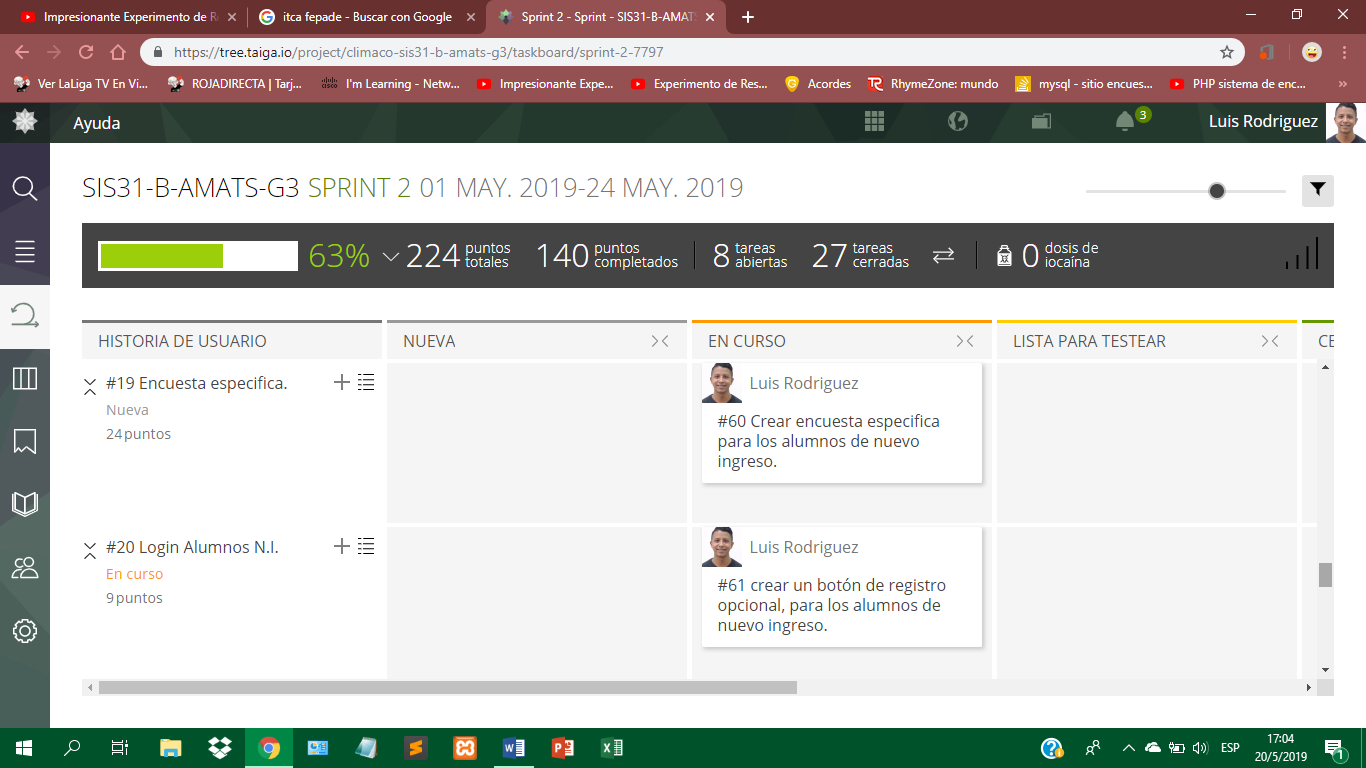 Impresionante Experimento de R
itca fepade - Buscar con Google
Sprint 2 - Sprint - SIS31-B-AMATS
https://tree.taiga.io/project/climaco-sis31-b-amats-g3/taskboard/sprint-2-7797
Ver LaLiga TV En Vi...
ROJADIRECTA | Tarj...
I'm Learning - Netw...
Impresionante Expe...
Experimento de Res...
Acordes
RhymeZone: mundo
mysql - sitio encues...
PHP sistema de enc...
Ayuda
3
Luis Rodriguez
SIS31-B-AMATS-G3 SPRINT 2 01 MAY. 2019-24 MAY. 2019
63%
224 puntos totales
140 puntos completados
8 tareas abiertas
27 tareas cerradas
0 dosis de iocaína
HISTORIA DE USUARIO
NUEVA
EN CURSO
LISTA PARA TESTEAR
CE
#19 Encuesta especifica.
Nueva
24 puntos
Luis Rodriguez
#60 Crear encuesta especifica
para los alumnos de nuevo
ingreso.
#20 Login Alumnos N.I.
En curso
9 puntos
Luis Rodriguez
#61 crear un botón de registro
opcional, para los alumnos de
nuevo ingreso.
ESP
17:04
20/5/2019
1